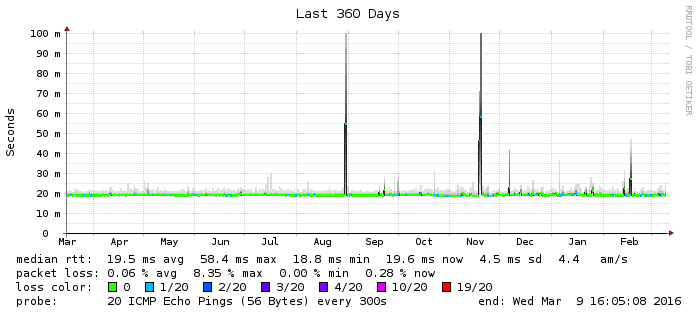 Last 360 Days
RRDTOOL / TOBI OETIKER
Seconds
100 m
90 m
80 m
70 m
60 m
50 m
40 m
30 m
20 m
10 m
0
Mar Apr May Jun Jul Aug Sep Oct Nov Dec Jan Feb
median rtt: 19.5 ms avg 58.4 ms max 18.8 ms min 19.6 ms now 4.5 ms sd 4.4 am/s
packet loss: 0.06 % avg 8.35 % max 0.00 % min 0.28 % now
loss color: 0 1/20 2/20 3/20 4/20 10/20 19/20
probe: 20 ICMP Echo Pings (56 Bytes) every 300s end: Wed Mar 9 16:05:08 2016